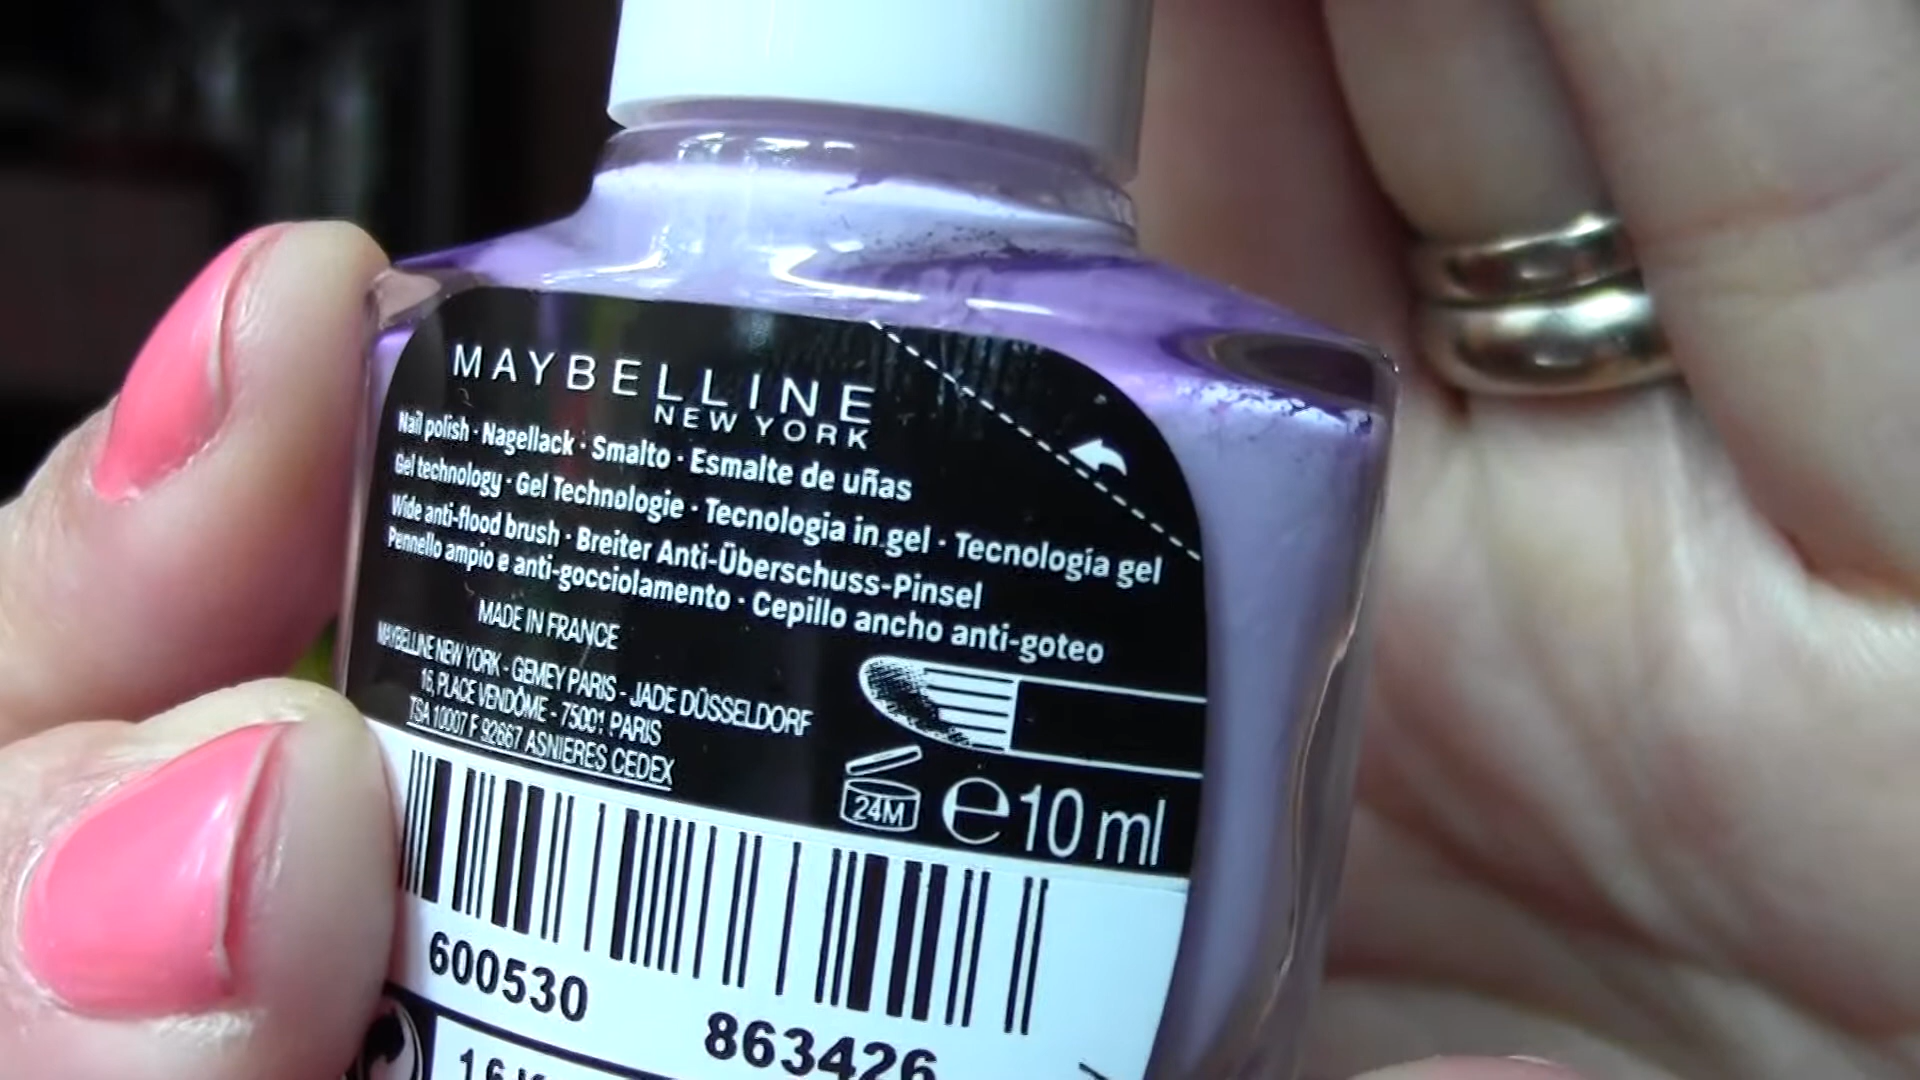 MAYBELLINE
NEW YORK
Nail polish · Nagellack · Smalto · Esmalte de uñas
Gel technology · Gel Technologie · Tecnologia in gel · Tecnología gel
Wide anti-flood brush · Breiter Anti-Überschuss-Pinsel
Pennello ampio e anti-gocciolamento · Cepillo ancho anti-goteo
MADE IN FRANCE
MAYBELLINE NEW YORK - GEMEY PARIS - JADE DÜSSELDORF
16, PLACE VENDÔME - 75001 PARIS
TSA 10007 F 92667 ASNIERES CEDEX
24M e 10 ml
600530 863426